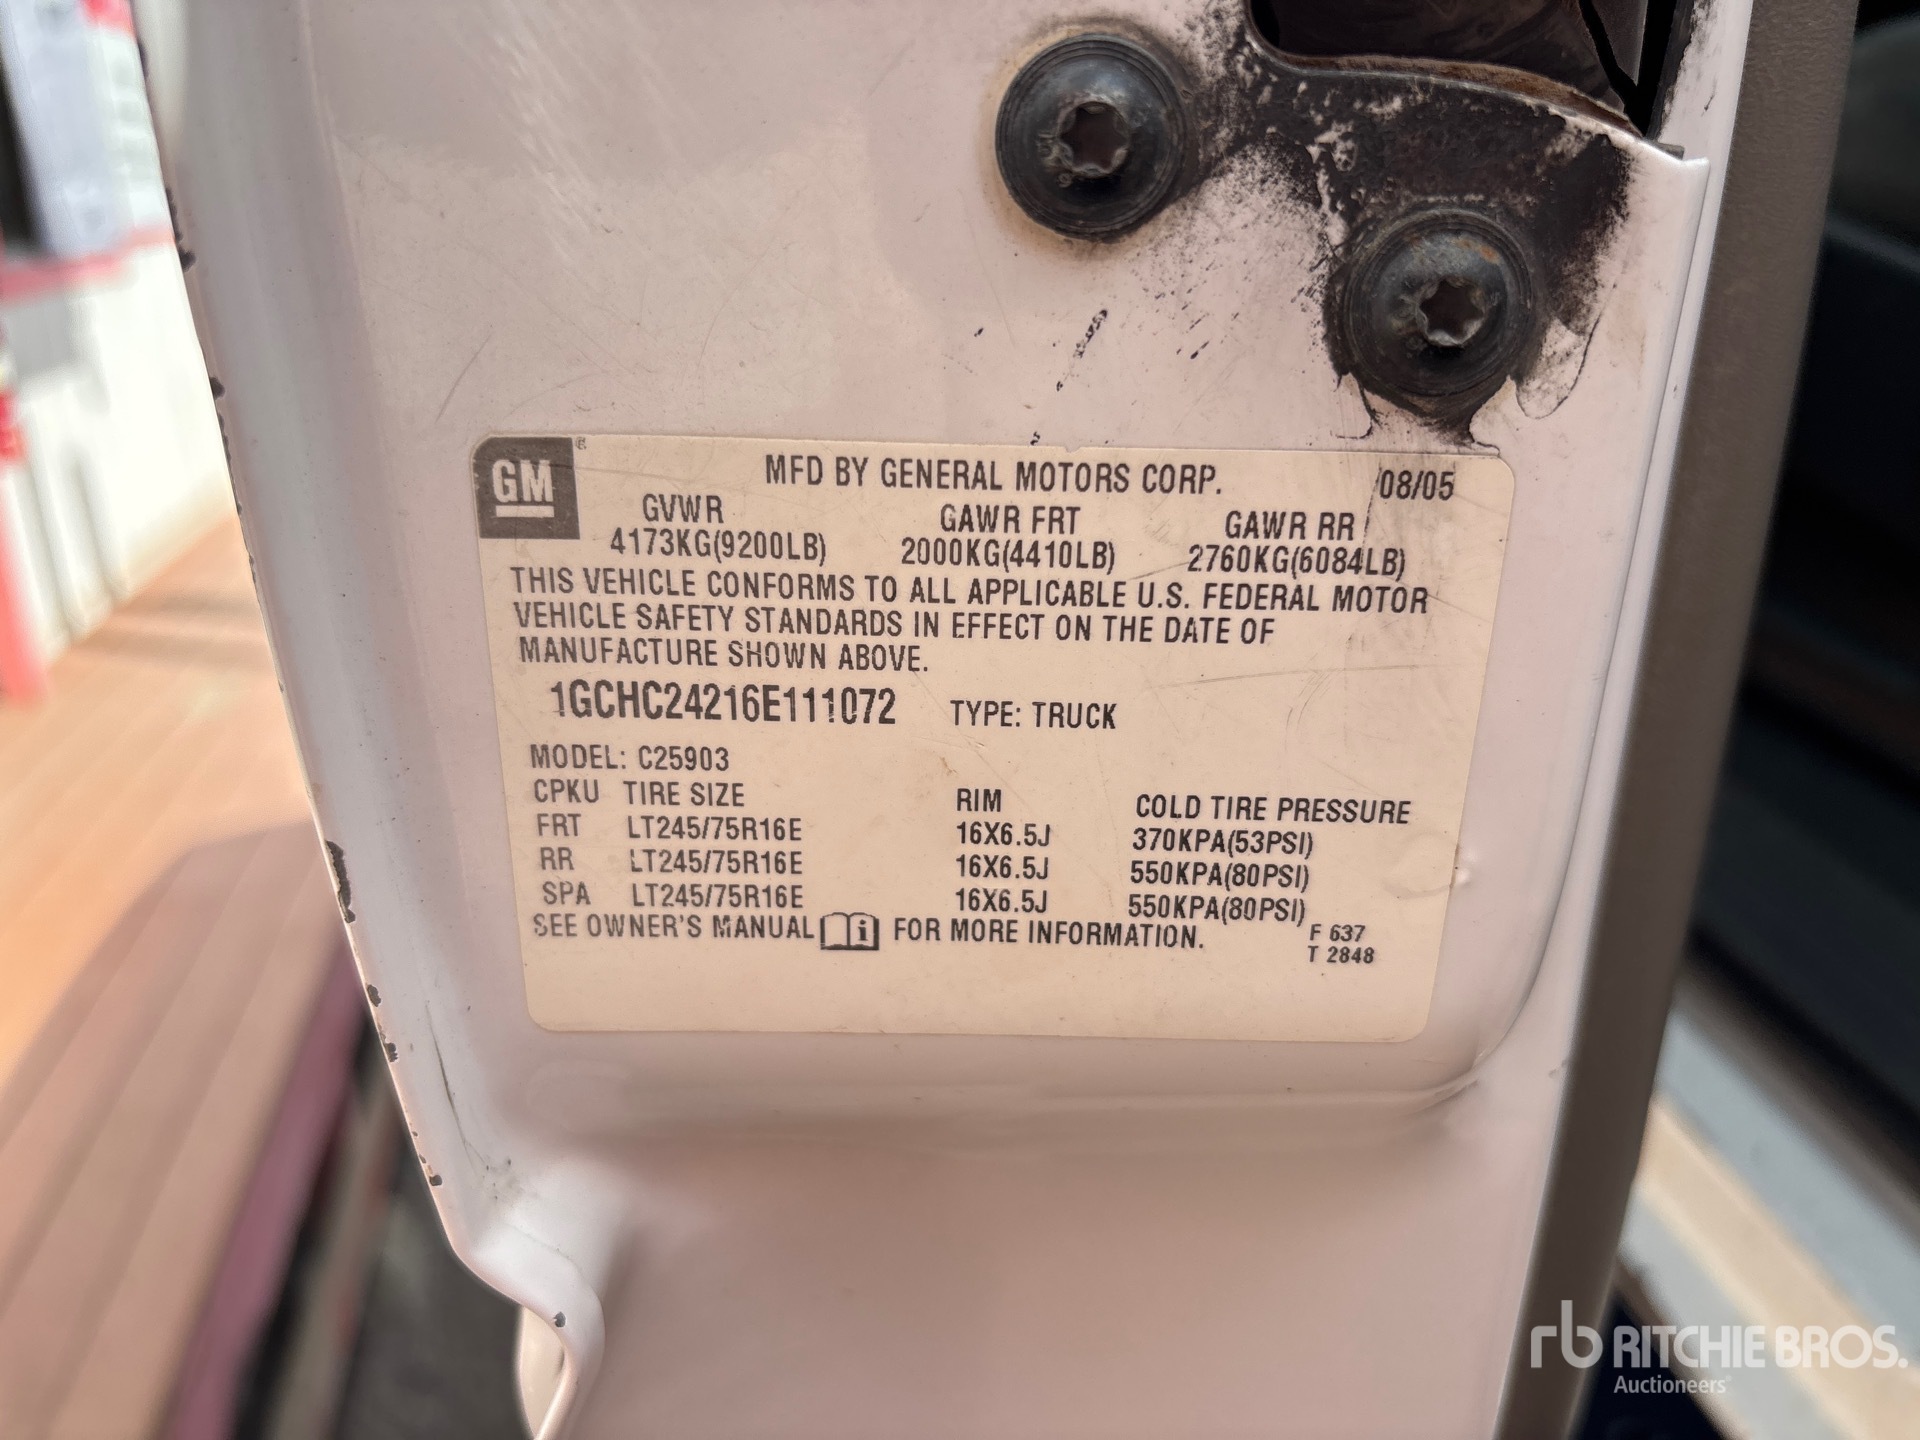 GM ®
MFD BY GENERAL MOTORS CORP. 08/05
GVWR GAWR FRT GAWR RR
4173KG(9200LB) 2000KG(4410LB) 2760KG(6084LB)
THIS VEHICLE CONFORMS TO ALL APPLICABLE U.S. FEDERAL MOTOR
VEHICLE SAFETY STANDARDS IN EFFECT ON THE DATE OF
MANUFACTURE SHOWN ABOVE.
1GCHC24216E111072 TYPE: TRUCK
MODEL: C25903
CPKU TIRE SIZE RIM COLD TIRE PRESSURE
FRT LT245/75R16E 16X6.5J 370KPA(53PSI)
RR LT245/75R16E 16X6.5J 550KPA(80PSI)
SPA LT245/75R16E 16X6.5J 550KPA(80PSI)
SEE OWNER'S MANUAL i FOR MORE INFORMATION. F 637
T 2848
rb RITCHIE BROS.
Auctioneers